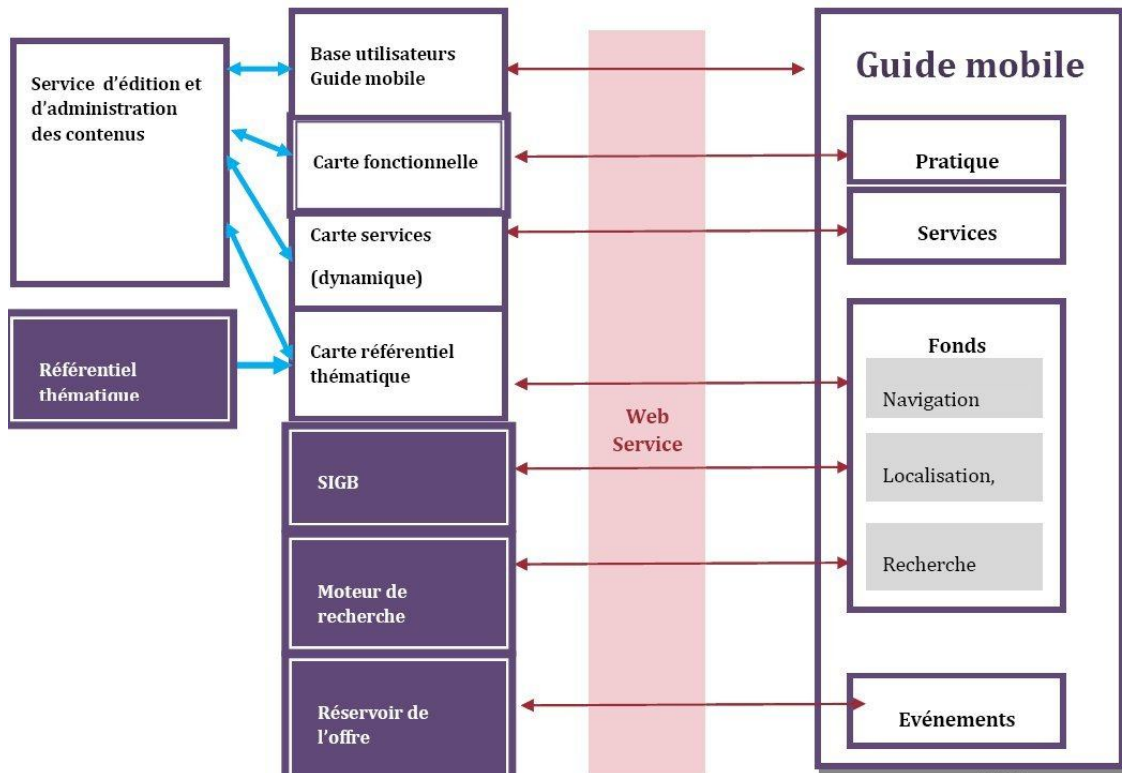 Service d'édition et
d'administration
des contenus
Référentiel
thématique
Base utilisateurs
Guide mobile
Carte fonctionnelle
Carte services
(dynamique)
Carte référentiel
thématique
SIGB
Moteur de
recherche
Réservoir de
l'offre
Web
Service
Guide mobile
Pratique
Services
Fonds
Navigation
Localisation,
Recherche
Evénements